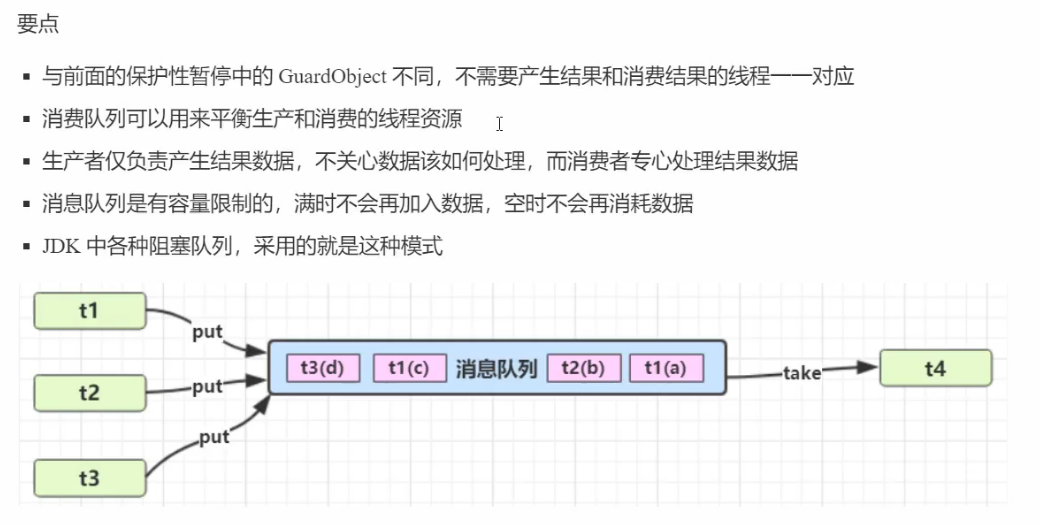 要点
与前面的保护性暂停中的 GuardObject 不同，不需要产生结果和消费结果的线程一一对应
消费队列可以用来平衡生产和消费的线程资源
生产者仅负责产生结果数据，不关心数据该如何处理，而消费者专心处理结果数据
消息队列是有容量限制的，满时不会再加入数据，空时不会再消耗数据
JDK 中各种阻塞队列，采用的就是这种模式
t1
put
t2
put
t3
put
t3(d) t1(c) 消息队列 t2(b) t1(a)
take
t4